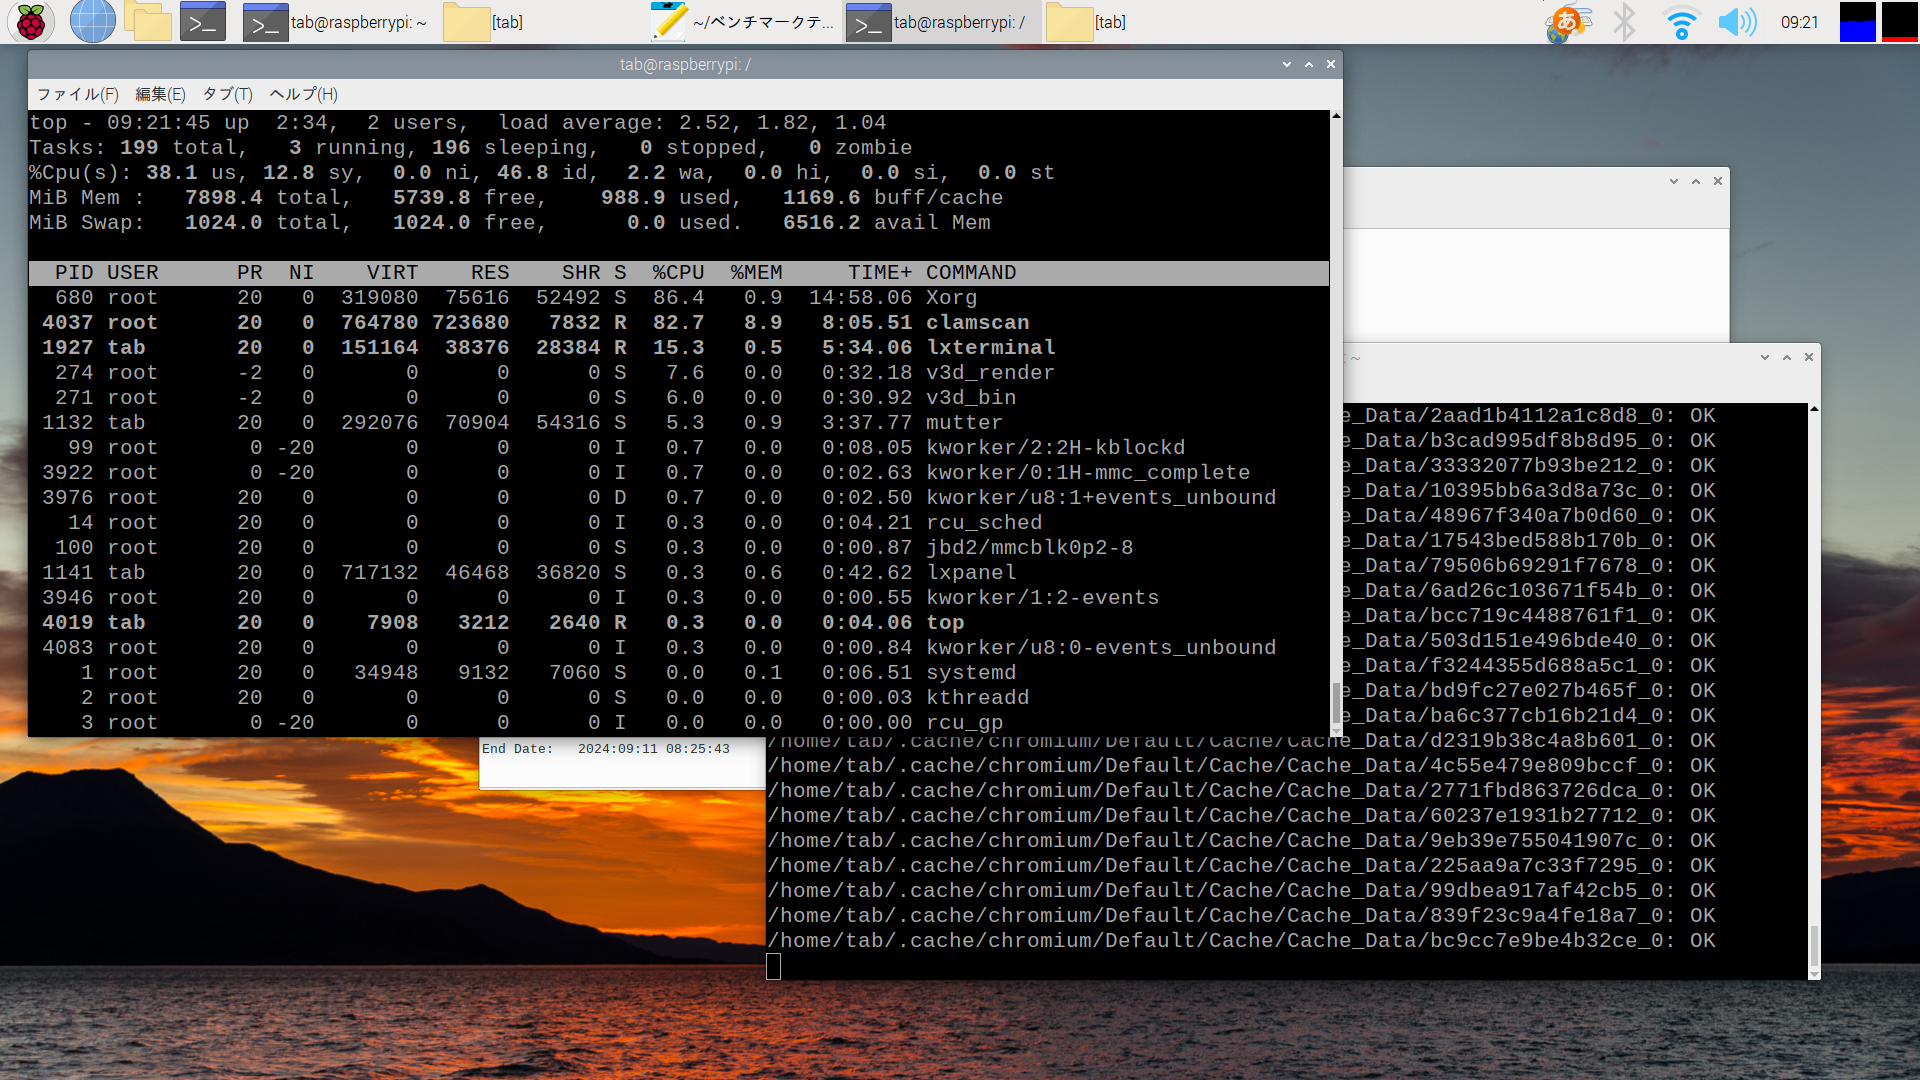 tab@raspberrypi: ~
[tab]
~/ベンチマークテ...
tab@raspberrypi: /
[tab]
あ
09:21
tab@raspberrypi: /
ファイル(F) 編集(E) タブ(T) ヘルプ(H)
top - 09:21:45 up  2:34,  2 users,  load average: 2.52, 1.82, 1.04
Tasks: 199 total,   3 running, 196 sleeping,   0 stopped,   0 zombie
%Cpu(s): 38.1 us, 12.8 sy,  0.0 ni, 46.8 id,  2.2 wa,  0.0 hi,  0.0 si,  0.0 st
MiB Mem :   7898.4 total,   5739.8 free,    988.9 used,   1169.6 buff/cache
MiB Swap:   1024.0 total,   1024.0 free,      0.0 used.   6516.2 avail Mem
PID USER      PR  NI    VIRT    RES    SHR S  %CPU  %MEM     TIME+ COMMAND
680 root      20   0  319080  75616  52492 S  86.4   0.9  14:58.06 Xorg
4037 root      20   0  764780 723680   7832 R  82.7   8.9   8:05.51 clamscan
1927 tab       20   0  151164  38376  28384 R  15.3   0.5   5:34.06 lxterminal
274 root      -2   0       0      0      0 S   7.6   0.0   0:32.18 v3d_render
271 root      -2   0       0      0      0 S   6.0   0.0   0:30.92 v3d_bin
1132 tab       20   0  292076  70904  54316 S   5.3   0.9   3:37.77 mutter
99 root       0 -20       0      0      0 I   0.7   0.0   0:08.05 kworker/2:2H-kblockd
3922 root       0 -20       0      0      0 I   0.7   0.0   0:02.63 kworker/0:1H-mmc_complete
3976 root      20   0       0      0      0 D   0.7   0.0   0:02.50 kworker/u8:1+events_unbound
14 root      20   0       0      0      0 I   0.3   0.0   0:04.21 rcu_sched
100 root      20   0       0      0      0 S   0.3   0.0   0:00.87 jbd2/mmcblk0p2-8
1141 tab       20   0  717132  46468  36820 S   0.3   0.6   0:42.62 lxpanel
3946 root      20   0       0      0      0 I   0.3   0.0   0:00.55 kworker/1:2-events
4019 tab       20   0    7908   3212   2640 R   0.3   0.0   0:04.06 top
4083 root      20   0       0      0      0 I   0.3   0.0   0:00.84 kworker/u8:0-events_unbound
1 root      20   0   34948   9132   7060 S   0.0   0.1   0:06.51 systemd
2 root      20   0       0      0      0 S   0.0   0.0   0:00.03 kthreadd
3 root       0 -20       0      0      0 I   0.0   0.0   0:00.00 rcu_gp
End Date:   2024:09:11 08:25:43
: ~
e_Data/2aad1b4112a1c8d8_0: OK
e_Data/b3cad995df8b8d95_0: OK
e_Data/33332077b93be212_0: OK
e_Data/10395bb6a3d8a73c_0: OK
e_Data/48967f340a7b0d60_0: OK
e_Data/17543bed588b170b_0: OK
e_Data/79506b69291f7678_0: OK
e_Data/6ad26c103671f54b_0: OK
e_Data/bcc719c4488761f1_0: OK
e_Data/503d151e496bde40_0: OK
e_Data/f3244355d688a5c1_0: OK
e_Data/bd9fc27e027b465f_0: OK
e_Data/ba6c377cb16b21d4_0: OK
/home/tab/.cache/chromium/Default/Cache/Cache_Data/d2319b38c4a8b601_0: OK
/home/tab/.cache/chromium/Default/Cache/Cache_Data/4c55e479e809bccf_0: OK
/home/tab/.cache/chromium/Default/Cache/Cache_Data/2771fbd863726dca_0: OK
/home/tab/.cache/chromium/Default/Cache/Cache_Data/60237e1931b27712_0: OK
/home/tab/.cache/chromium/Default/Cache/Cache_Data/9eb39e755041907c_0: OK
/home/tab/.cache/chromium/Default/Cache/Cache_Data/225aa9a7c33f7295_0: OK
/home/tab/.cache/chromium/Default/Cache/Cache_Data/99dbea917af42cb5_0: OK
/home/tab/.cache/chromium/Default/Cache/Cache_Data/839f23c9a4fe18a7_0: OK
/home/tab/.cache/chromium/Default/Cache/Cache_Data/bc9cc7e9be4b32ce_0: OK